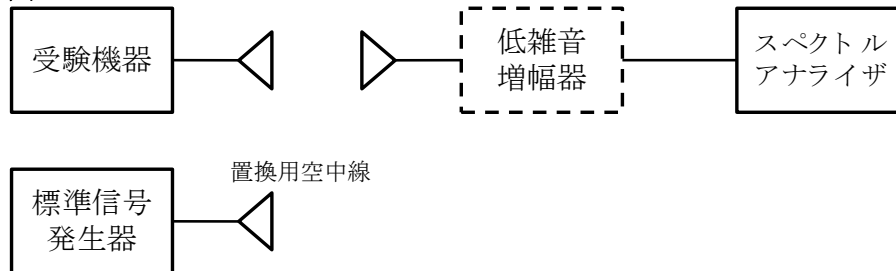 受験機器
低雑音
増幅器
スペクトル
アナライザ
置換用空中線
標準信号
発生器